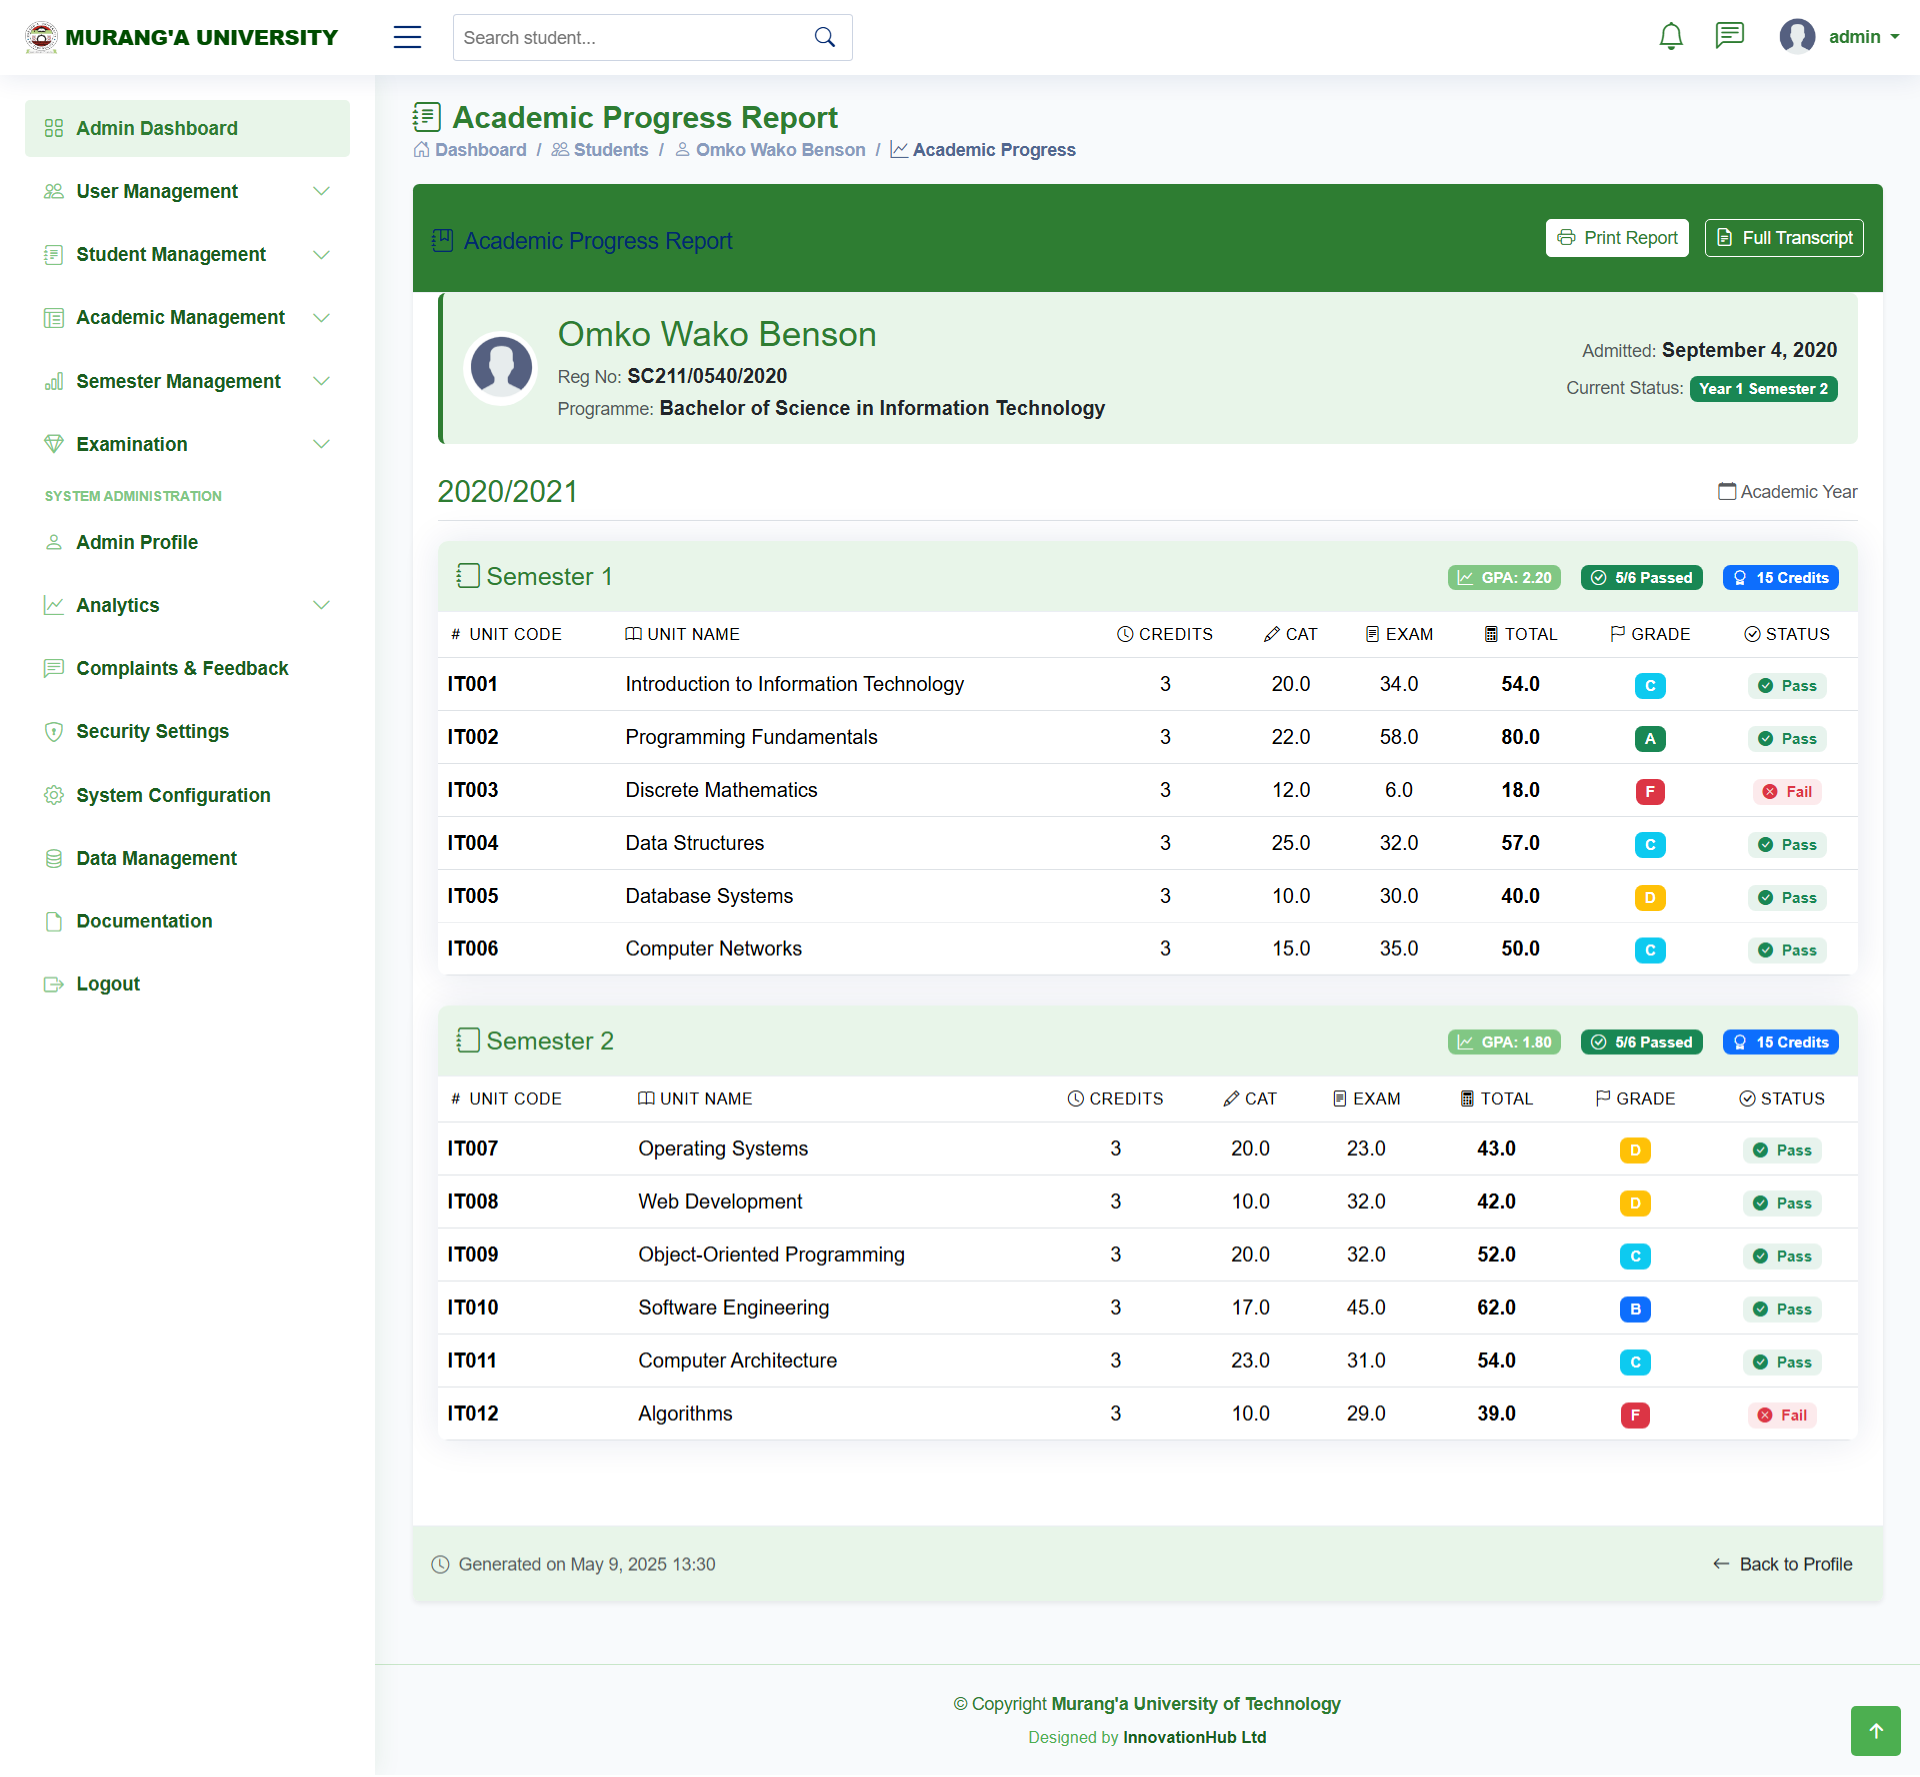 MURANG'A UNIVERSITY
Search student...
admin
Admin Dashboard
User Management
Student Management
Academic Management
Semester Management
Examination
SYSTEM ADMINISTRATION
Admin Profile
Analytics
Complaints & Feedback
Security Settings
System Configuration
Data Management
Documentation
Logout
Academic Progress Report
Dashboard / Students / Omko Wako Benson / Academic Progress
Academic Progress Report
Print Report
Full Transcript
Omko Wako Benson
Reg No: SC211/0540/2020
Programme: Bachelor of Science in Information Technology
Admitted: September 4, 2020
Current Status: Year 1 Semester 2
2020/2021
Academic Year
Semester 1
GPA: 2.20 5/6 Passed 15 Credits
# UNIT CODE UNIT NAME CREDITS CAT EXAM TOTAL GRADE STATUS
IT001 Introduction to Information Technology 3 20.0 34.0 54.0 C Pass
IT002 Programming Fundamentals 3 22.0 58.0 80.0 A Pass
IT003 Discrete Mathematics 3 12.0 6.0 18.0 F Fail
IT004 Data Structures 3 25.0 32.0 57.0 C Pass
IT005 Database Systems 3 10.0 30.0 40.0 D Pass
IT006 Computer Networks 3 15.0 35.0 50.0 C Pass
Semester 2
GPA: 1.80 5/6 Passed 15 Credits
# UNIT CODE UNIT NAME CREDITS CAT EXAM TOTAL GRADE STATUS
IT007 Operating Systems 3 20.0 23.0 43.0 D Pass
IT008 Web Development 3 10.0 32.0 42.0 D Pass
IT009 Object-Oriented Programming 3 20.0 32.0 52.0 C Pass
IT010 Software Engineering 3 17.0 45.0 62.0 B Pass
IT011 Computer Architecture 3 23.0 31.0 54.0 C Pass
IT012 Algorithms 3 10.0 29.0 39.0 F Fail
Generated on May 9, 2025 13:30
Back to Profile
© Copyright Murang'a University of Technology
Designed by InnovationHub Ltd